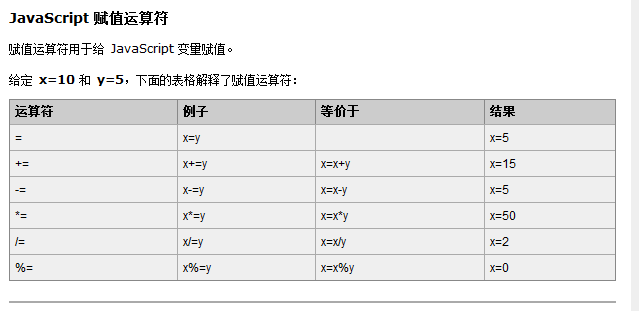 JavaScript 赋值运算符
赋值运算符用于给 JavaScript 变量赋值。
给定 x=10 和 y=5，下面的表格解释了赋值运算符：
运算符 例子 等价于 结果
= x=y x=5
+= x+=y x=x+y x=15
-= x-=y x=x-y x=5
*= x*=y x=x*y x=50
/= x/=y x=x/y x=2
%= x%=y x=x%y x=0